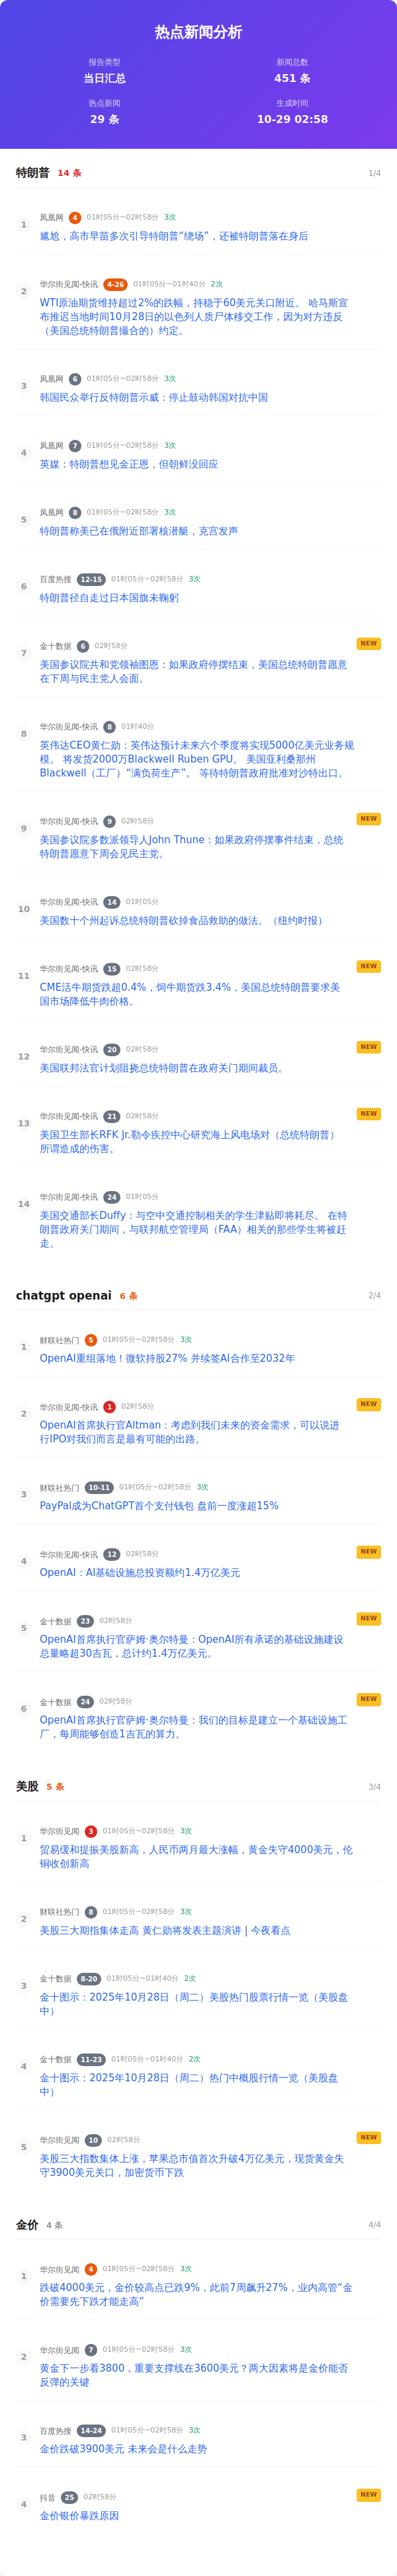 热点新闻分析
报告类型
新闻总数
当日汇总
451 条
热点新闻
生成时间
29 条
10-29 02:58
特朗普 14 条 1/4
1 凤凰网 4 01时05分~02时58分 3次
尴尬，高市早苗多次引导特朗普“绕场”，还被特朗普落在身后
2 华尔街见闻-快讯 4-26 01时05分~01时40分 2次
WTI原油期货维持超过2%的跌幅，持稳于60美元关口附近。 哈马斯宣
布推迟当地时间10月28日的以色列人质尸体移交工作，因为对方违反
（美国总统特朗普撮合的）约定。
3 凤凰网 6 01时05分~02时58分 3次
韩国民众举行反特朗普示威：停止鼓动韩国对抗中国
4 凤凰网 7 01时05分~02时58分 3次
英媒：特朗普想见金正恩，但朝鲜没回应
5 凤凰网 8 01时05分~02时58分 3次
特朗普称美已在俄附近部署核潜艇，克宫发声
6 百度热搜 12-15 01时05分~02时58分 3次
特朗普径自走过日本国旗未鞠躬
7 金十数据 6 02时58分 NEW
美国参议院共和党领袖图恩：如果政府停摆结束，美国总统特朗普愿意
在下周与民主党人会面。
8 华尔街见闻-快讯 8 01时40分
英伟达CEO黄仁勋：英伟达预计未来六个季度将实现5000亿美元业务规
模。 将发货2000万Blackwell Ruben GPU。 美国亚利桑那州
Blackwell（工厂）“满负荷生产”。 等待特朗普政府批准对沙特出口。
9 华尔街见闻-快讯 9 02时58分 NEW
美国参议院多数派领导人John Thune：如果政府停摆事件结束，总统
特朗普愿意下周会见民主党。
10 华尔街见闻-快讯 14 01时05分
美国数十个州起诉总统特朗普砍掉食品救助的做法。（纽约时报）
11 华尔街见闻-快讯 15 02时58分 NEW
CME活牛期货跌超0.4%，饲牛期货跌3.4%，美国总统特朗普要求美
国市场降低牛肉价格。
12 华尔街见闻-快讯 20 02时58分 NEW
美国联邦法官计划阻挠总统特朗普在政府关门期间裁员。
13 华尔街见闻-快讯 21 02时58分 NEW
美国卫生部长RFK Jr.勒令疾控中心研究海上风电场对（总统特朗普）
所谓造成的伤害。
14 华尔街见闻-快讯 24 01时05分
美国交通部长Duffy：与空中交通控制相关的学生津贴即将耗尽。 在特
朗普政府关门期间，与联邦航空管理局（FAA）相关的那些学生将被赶
走。
chatgpt openai 6 条 2/4
1 财联社热门 5 01时05分~02时58分 3次
OpenAI重组落地！微软持股27% 并续签AI合作至2032年
2 华尔街见闻-快讯 1 02时58分 NEW
OpenAI首席执行官Altman：考虑到我们未来的资金需求，可以说进
行IPO对我们而言是最有可能的出路。
3 财联社热门 10-11 01时05分~02时58分 3次
PayPal成为ChatGPT首个支付钱包 盘前一度涨超15%
4 华尔街见闻-快讯 12 02时58分 NEW
OpenAI：AI基础设施总投资额约1.4万亿美元
5 金十数据 23 02时58分 NEW
OpenAI首席执行官萨姆·奥尔特曼：OpenAI所有承诺的基础设施建设
总量略超30吉瓦，总计约1.4万亿美元。
6 金十数据 24 02时58分 NEW
OpenAI首席执行官萨姆·奥尔特曼：我们的目标是建立一个基础设施工
厂，每周能够创造1吉瓦的算力。
美股 5 条 3/4
1 华尔街见闻 3 01时05分~02时58分 3次
贸易缓和提振美股新高，人民币两月最大涨幅，黄金失守4000美元，伦
铜收创新高
2 财联社热门 8 01时05分~02时58分 3次
美股三大期指集体走高 黄仁勋将发表主题演讲 | 今夜看点
3 金十数据 8-20 01时05分~01时40分 2次
金十图示：2025年10月28日（周二）美股热门股票行情一览（美股盘
中）
4 金十数据 11-23 01时05分~01时40分 2次
金十图示：2025年10月28日（周二）热门中概股行情一览（美股盘
中）
5 华尔街见闻 10 02时58分 NEW
美股三大指数集体上涨，苹果总市值首次升破4万亿美元，现货黄金失
守3900美元关口，加密货币下跌
金价 4 条 4/4
1 华尔街见闻 4 01时05分~02时58分 3次
跌破4000美元，金价较高点已跌9%，此前7周飙升27%，业内高管“金
价需要先下跌才能走高”
2 华尔街见闻 7 01时05分~02时58分 3次
黄金下一步看3800，重要支撑线在3600美元？两大因素将是金价能否
反弹的关键
3 百度热搜 14-24 01时05分~02时58分 3次
金价跌破3900美元 未来会是什么走势
4 抖音 25 02时58分 NEW
金价银价暴跌原因